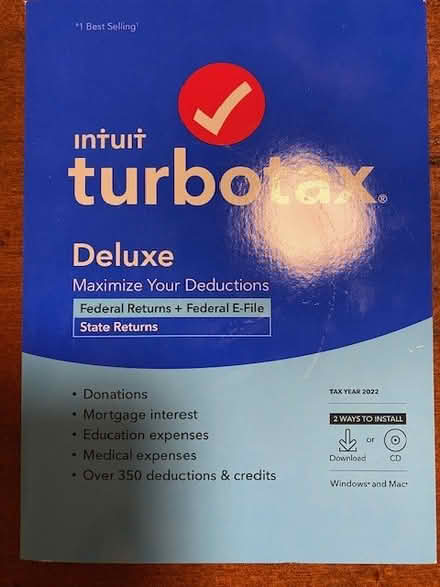 #1 Best Selling¹
ıntuıt
turbotax®
Deluxe
Maximize Your Deductions
Federal Returns + Federal E-File
State Returns
• Donations
• Mortgage interest
• Education expenses
• Medical expenses
• Over 350 deductions & credits
TAX YEAR 2022
2 WAYS TO INSTALL
or
Download CD
Windows® and Mac®